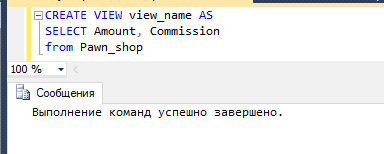 CREATE VIEW view_name AS
SELECT Amount, Commission
from Pawn_shop
100 %
Сообщения
Выполнение команд успешно завершено.